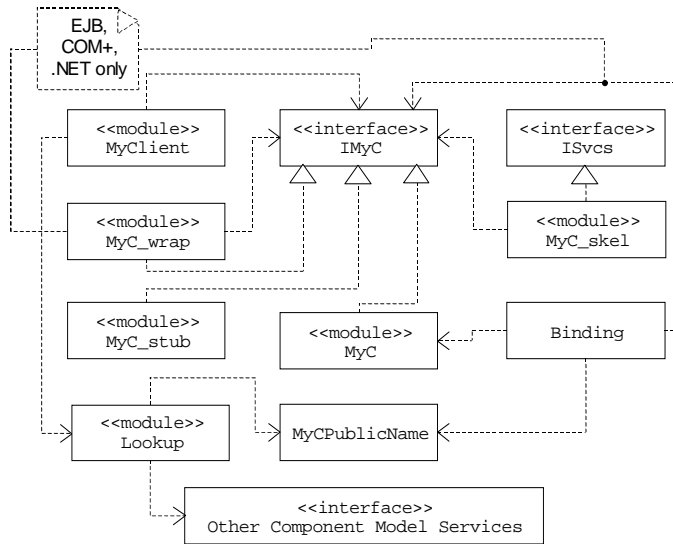 EJB,
COM+,
.NET only
<<module>>
MyClient
<<interface>>
IMyC
<<interface>>
ISvcs
<<module>>
MyC_wrap
<<module>>
MyC_skel
<<module>>
MyC_stub
<<module>>
MyC
Binding
<<module>>
Lookup
MyCPublicName
<<interface>>
Other Component Model Services